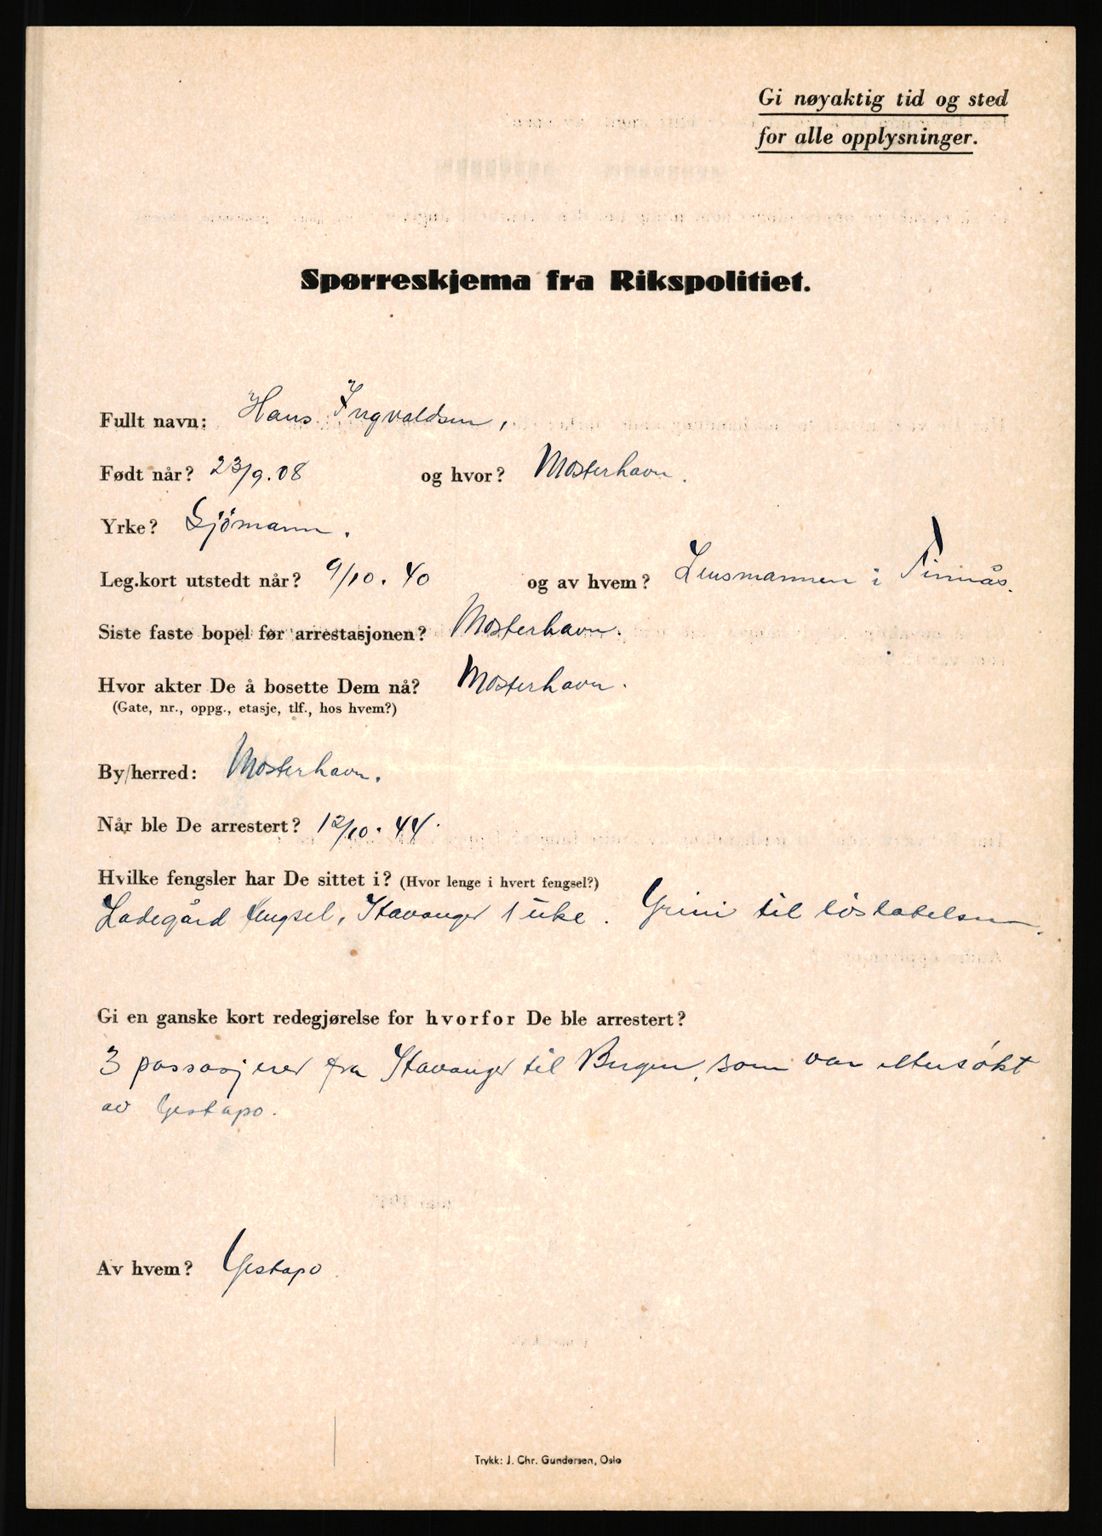 Gi nøyaktig tid og sted
for alle opplysninger.
Spørreskjema fra Rikspolitiet.
Fullt navn: Hans Ingvaldsen,
Født når? 23/9.08 og hvor? Mosterhavn.
Yrke? Sjömann.
Leg.kort utstedt når? 9/10.40 og av hvem? Lensmannen i Finnås.
Siste faste bopel før arrestasjonen? Mosterhavn.
Hvor akter De å bosette Dem nå? Mosterhavn.
(Gate, nr., oppg., etasje, tlf., hos hvem?)
By/herred: Mosterhavn.
Når ble De arrestert? 12/10.44.
Hvilke fengsler har De sittet i? (Hvor lenge i hvert fengsel?)
Ladegård fengsel, Stavanger 1 uke. Grini til löslatelsen.
Gi en ganske kort redegjørelse for hvorfor De ble arrestert?
3 passasjerer fra Stavanger til Bergen, som var ettersökt
av Gestapo.
Av hvem? Gestapo
Trykk: J. Chr. Gundersen, Oslo